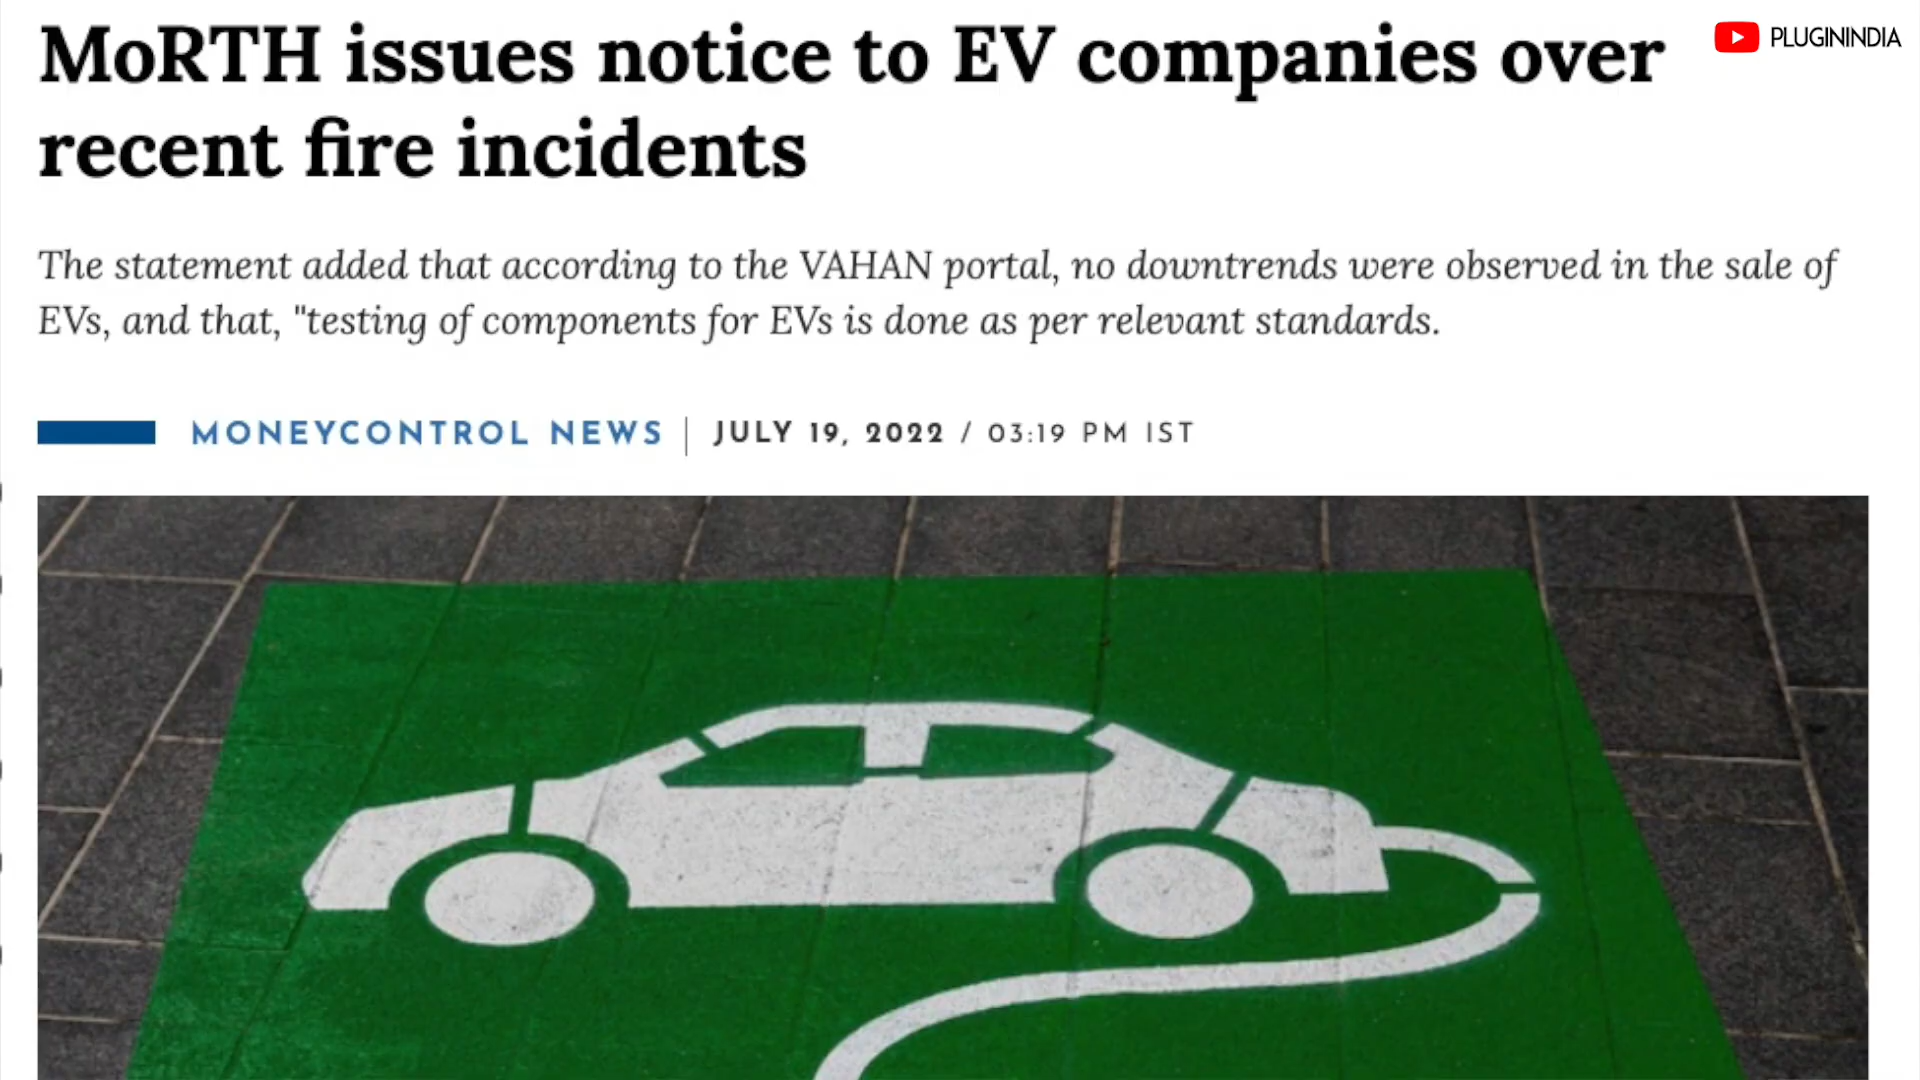 MoRTH issues notice to EV companies over
recent fire incidents
PLUGININDIA
The statement added that according to the VAHAN portal, no downtrends were observed in the sale of
EVs, and that, "testing of components for EVs is done as per relevant standards.
MONEYCONTROL NEWS | JULY 19, 2022 / 03:19 PM IST